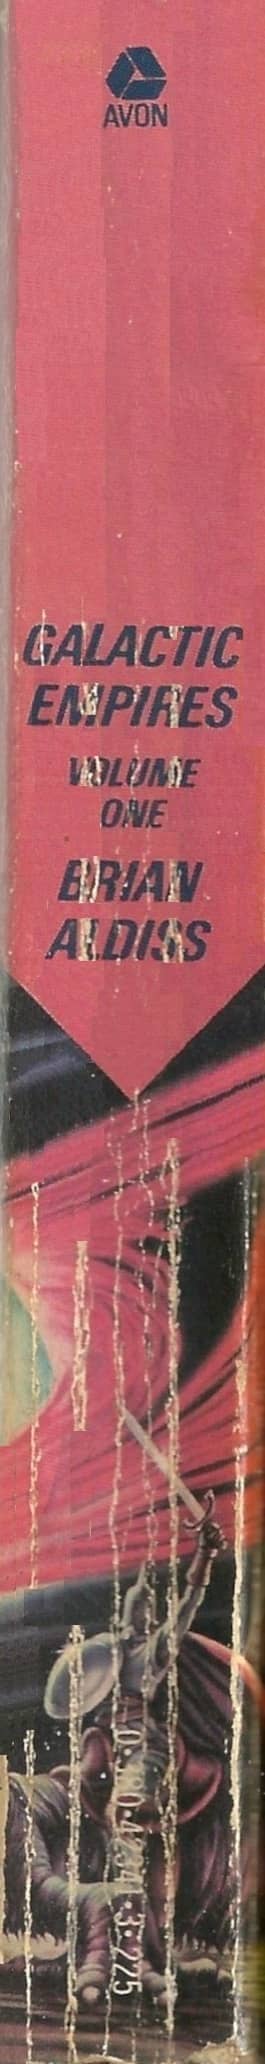 AVON
GALACTIC
EMPIRES
VOLUME
ONE
BRIAN
ALDISS